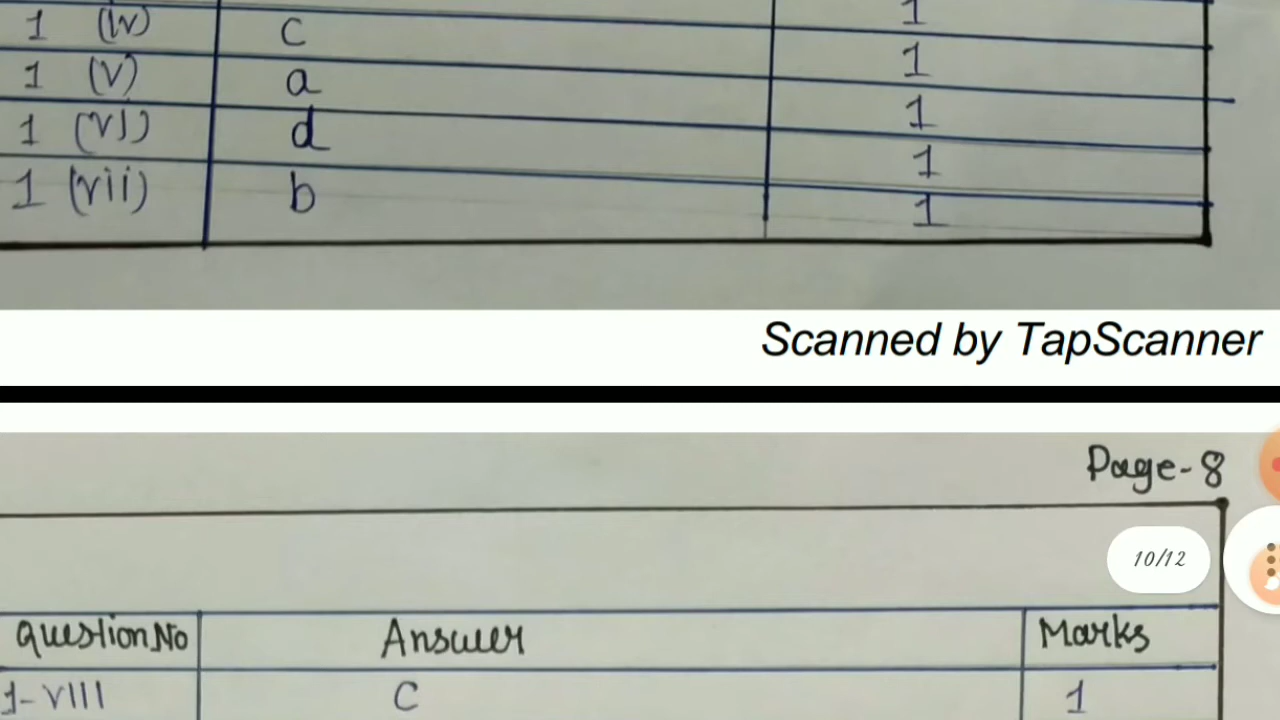 1
1 (iv) c 1
1 (v) a 1
1 (vi) d 1
1 (vii) b 1
Scanned by TapScanner
Page-8
10/12
Question No Answer Marks
1-VIII C 1